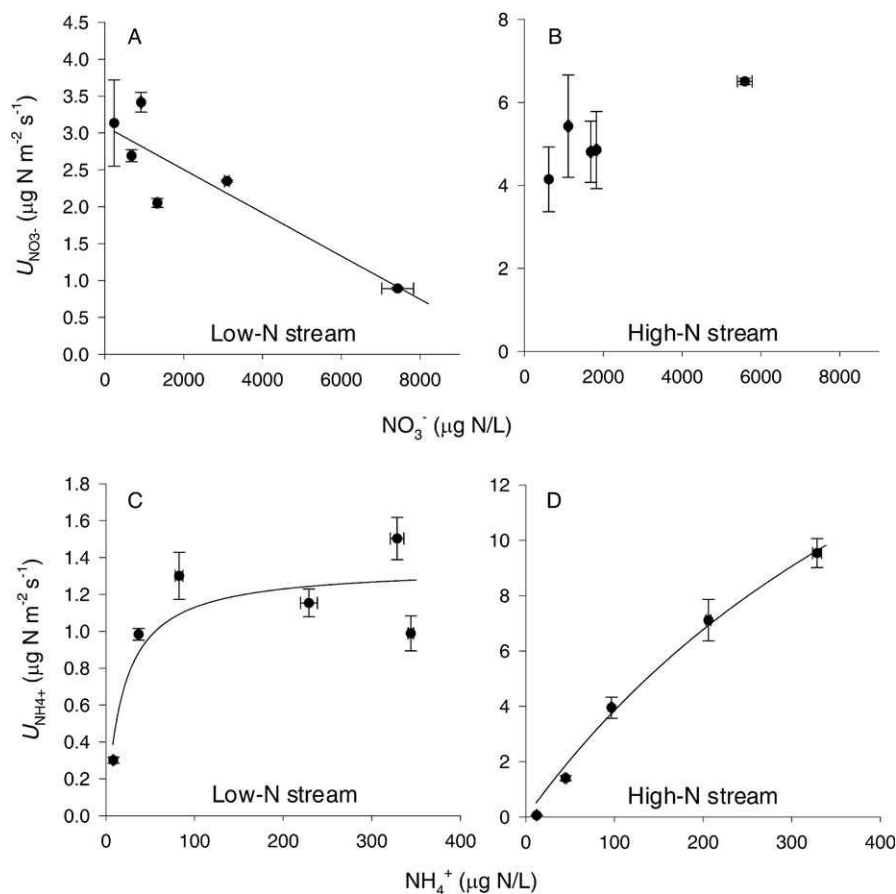 A
B
4.5
4.0
3.5
3.0
2.5
2.0
1.5
1.0
0.5
0.0
8
6
4
2
0
U_NO3- (μg N m⁻² s⁻¹)
Low-N stream
High-N stream
0 2000 4000 6000 8000
0 2000 4000 6000 8000
NO₃⁻ (μg N/L)
C
D
1.8
1.6
1.4
1.2
1.0
0.8
0.6
0.4
0.2
0.0
12
10
8
6
4
2
0
U_NH4+ (μg N m⁻² s⁻¹)
Low-N stream
High-N stream
0 100 200 300 400
0 100 200 300 400
NH₄⁺ (μg N/L)